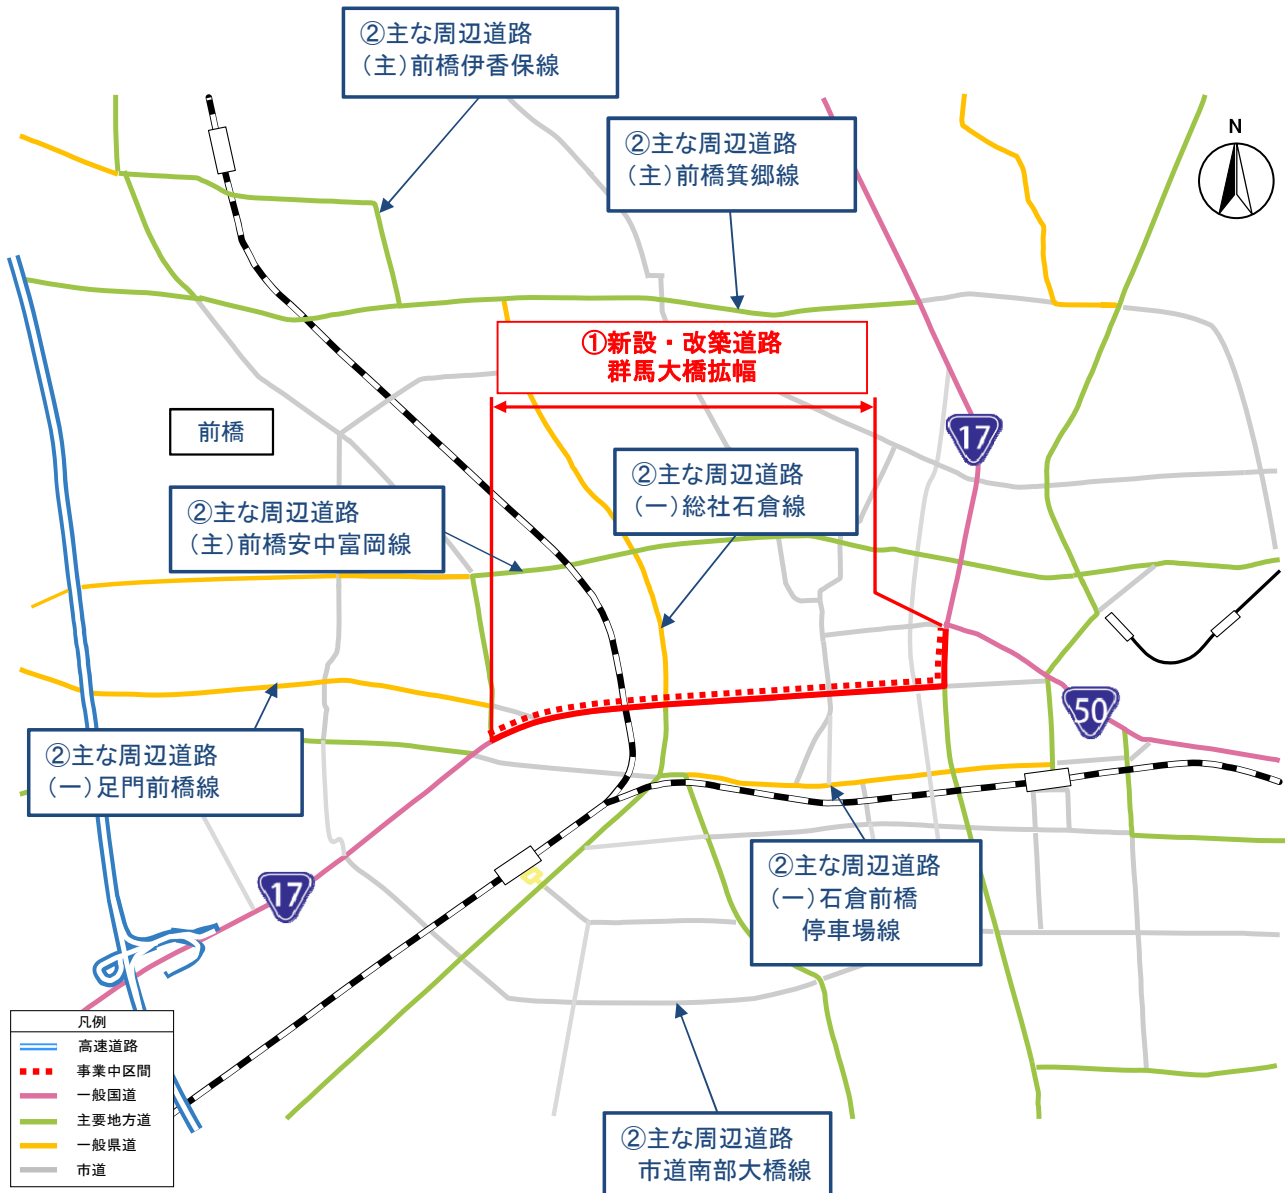 ②主な周辺道路
(主)前橋伊香保線
②主な周辺道路
(主)前橋箕郷線
N
①新設・改築道路
群馬大橋拡幅
前橋
17
②主な周辺道路
(一)総社石倉線
②主な周辺道路
(主)前橋安中富岡線
50
②主な周辺道路
(一)足門前橋線
②主な周辺道路
(一)石倉前橋
停車場線
17
凡例
高速道路
事業中区間
一般国道
主要地方道
一般県道
市道
②主な周辺道路
市道南部大橋線